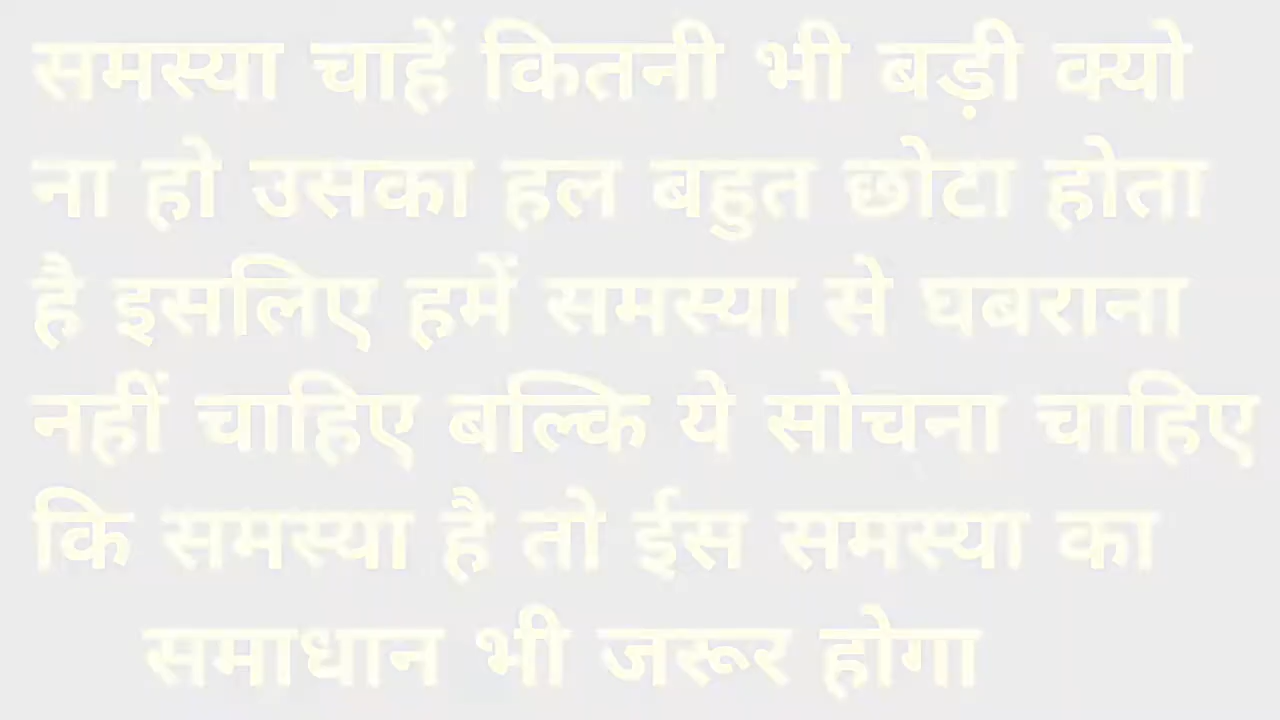 समस्या चाहें कितनी भी बड़ी क्यो
ना हो उसका हल बहुत छोटा होता
है इसलिए हमें समस्या से घबराना
नहीं चाहिए बल्कि ये सोचना चाहिए
कि समस्या है तो ईस समस्या का
समाधान भी जरूर होगा